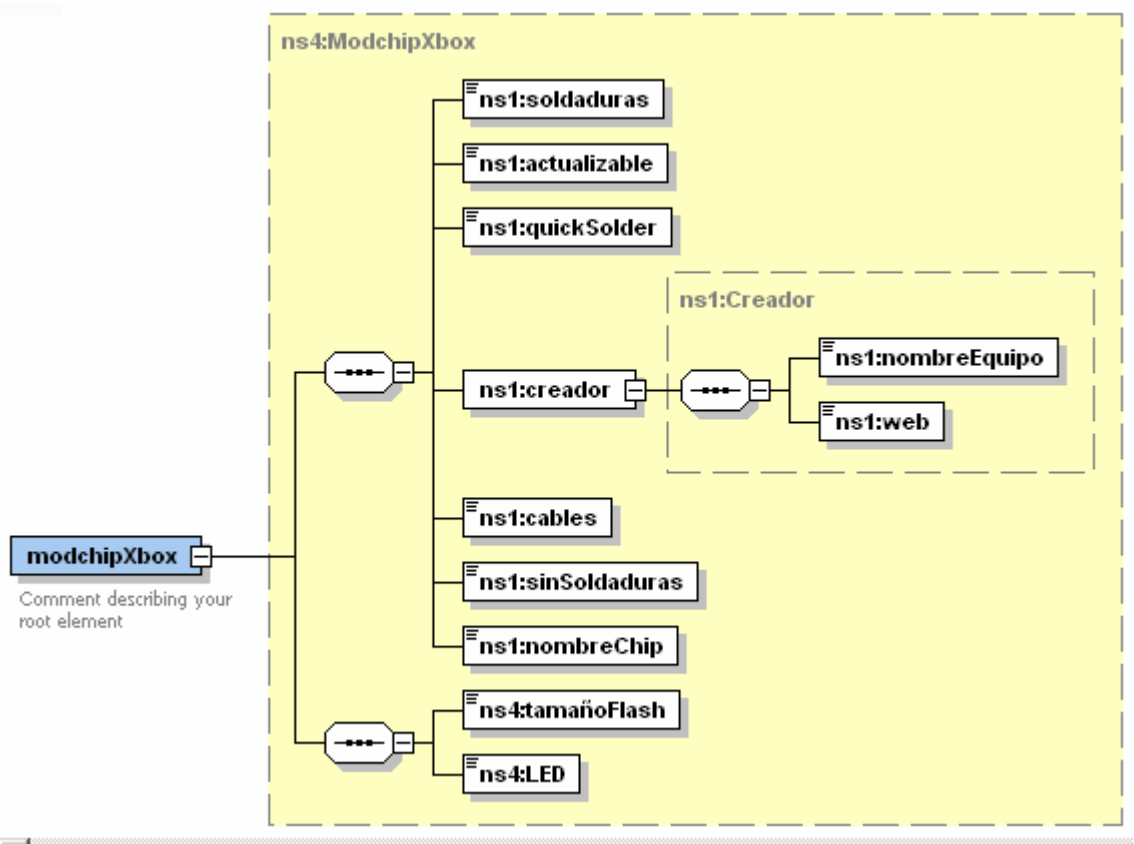 ns4:ModchipXbox
ns1:soldaduras
ns1:actualizable
ns1:quickSolder
ns1:Creador
ns1:nombreEquipo
ns1:creador
ns1:web
ns1:cables
modchipXbox
ns1:sinSoldaduras
Comment describing your
root element
ns1:nombreChip
ns4:tamañoFlash
ns4:LED